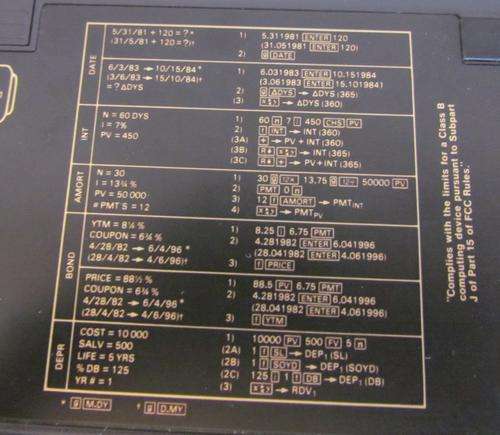 DATE
5/31/81 + 120 = ? *
(31/5/81 + 120 = ?)†
1) 5.311981 ENTER 120
(31.051981 ENTER 120)
2) g DATE
6/3/83 → 10/15/84 *
(3/6/83 → 15/10/84)†
= ? ΔDYS
1) 6.031983 ENTER 10.151984
(3.061983 ENTER 15.101984)
2) g ΔDYS → ΔDYS (365)
(3) x≷y → ΔDYS (360)
INT
N = 60 DYS
i = 7%
PV = 450
1) 60 n 7 i 450 CHS PV
2) f INT → INT (360)
(3A) + → PV + INT (360)
(3B) R↓ x≷y → INT (365)
(3C) R↓ + → PV + INT (365)
AMORT
N = 30
i = 13¾ %
PV = 50 000
# PMT S = 12
1) 30 g 12× 13.75 g 12÷ 50000 PV
2) PMT 0 n
3) 12 f AMORT → PMT INT
4) x≷y → PMT PV
BOND
YTM = 8¼ %
COUPON = 6¾ %
4/28/82 → 6/4/96 *
(28/4/82 → 4/6/96)†
1) 8.25 i 6.75 PMT
2) 4.281982 ENTER 6.041996
(28.041982 ENTER 4.061996)
3) f PRICE
PRICE = 88½ %
COUPON = 6¾ %
4/28/82 → 6/4/96 *
(28/4/82 → 4/6/96)†
1) 88.5 PV 6.75 PMT
2) 4.281982 ENTER 6.041996
(28.041982 ENTER 4.061996)
(3) f YTM
DEPR
COST = 10 000
SALV = 500
LIFE = 5 YRS
% DB = 125
YR # = 1
1) 10000 PV 500 FV 5 n
(2A) 1 f SL → DEP1 (SL)
(2B) 1 f SOYD → DEP1 (SOYD)
(2C) 125 i 1 f DB → DEP1 (DB)
(3) x≷y → RDV1
* g M.DY † g D.MY
"Complies with the limits for a Class B
computing device pursuant to Subpart
J of Part 15 of FCC Rules."